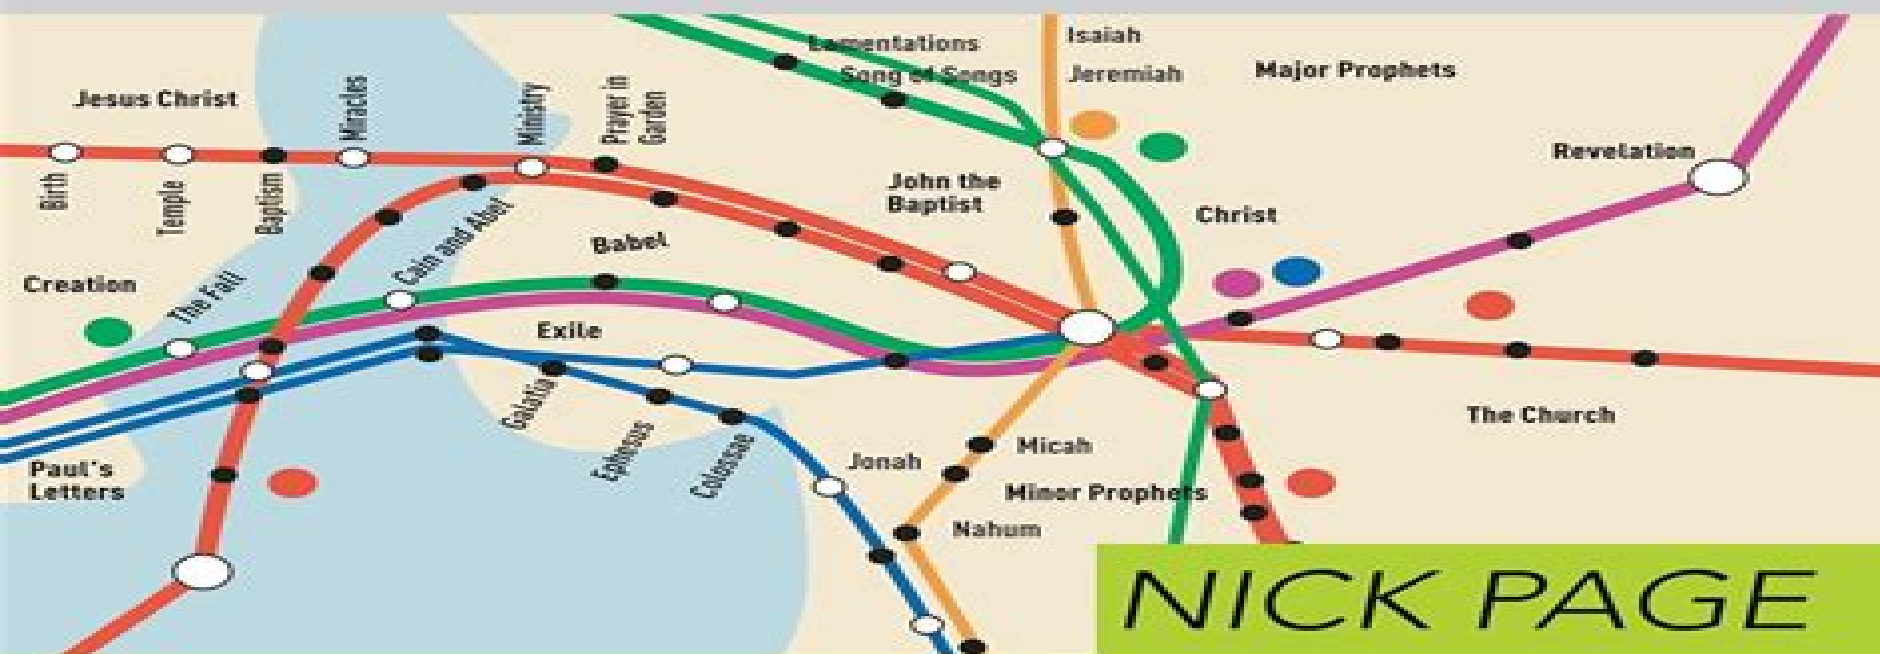 Lamentations
Song of Songs
Isaiah
Jeremiah
Major Prophets
Jesus Christ
Miracles
Ministry
Prayer in
Garden
Birth
Temple
Baptism
Revelation
John the
Baptist
Christ
Cain and Abel
Babel
Creation
The Fall
Exile
Galatia
Ephesus
Colossae
The Church
Paul's
Letters
Jonah
Micah
Minor Prophets
Nahum
NICK PAGE